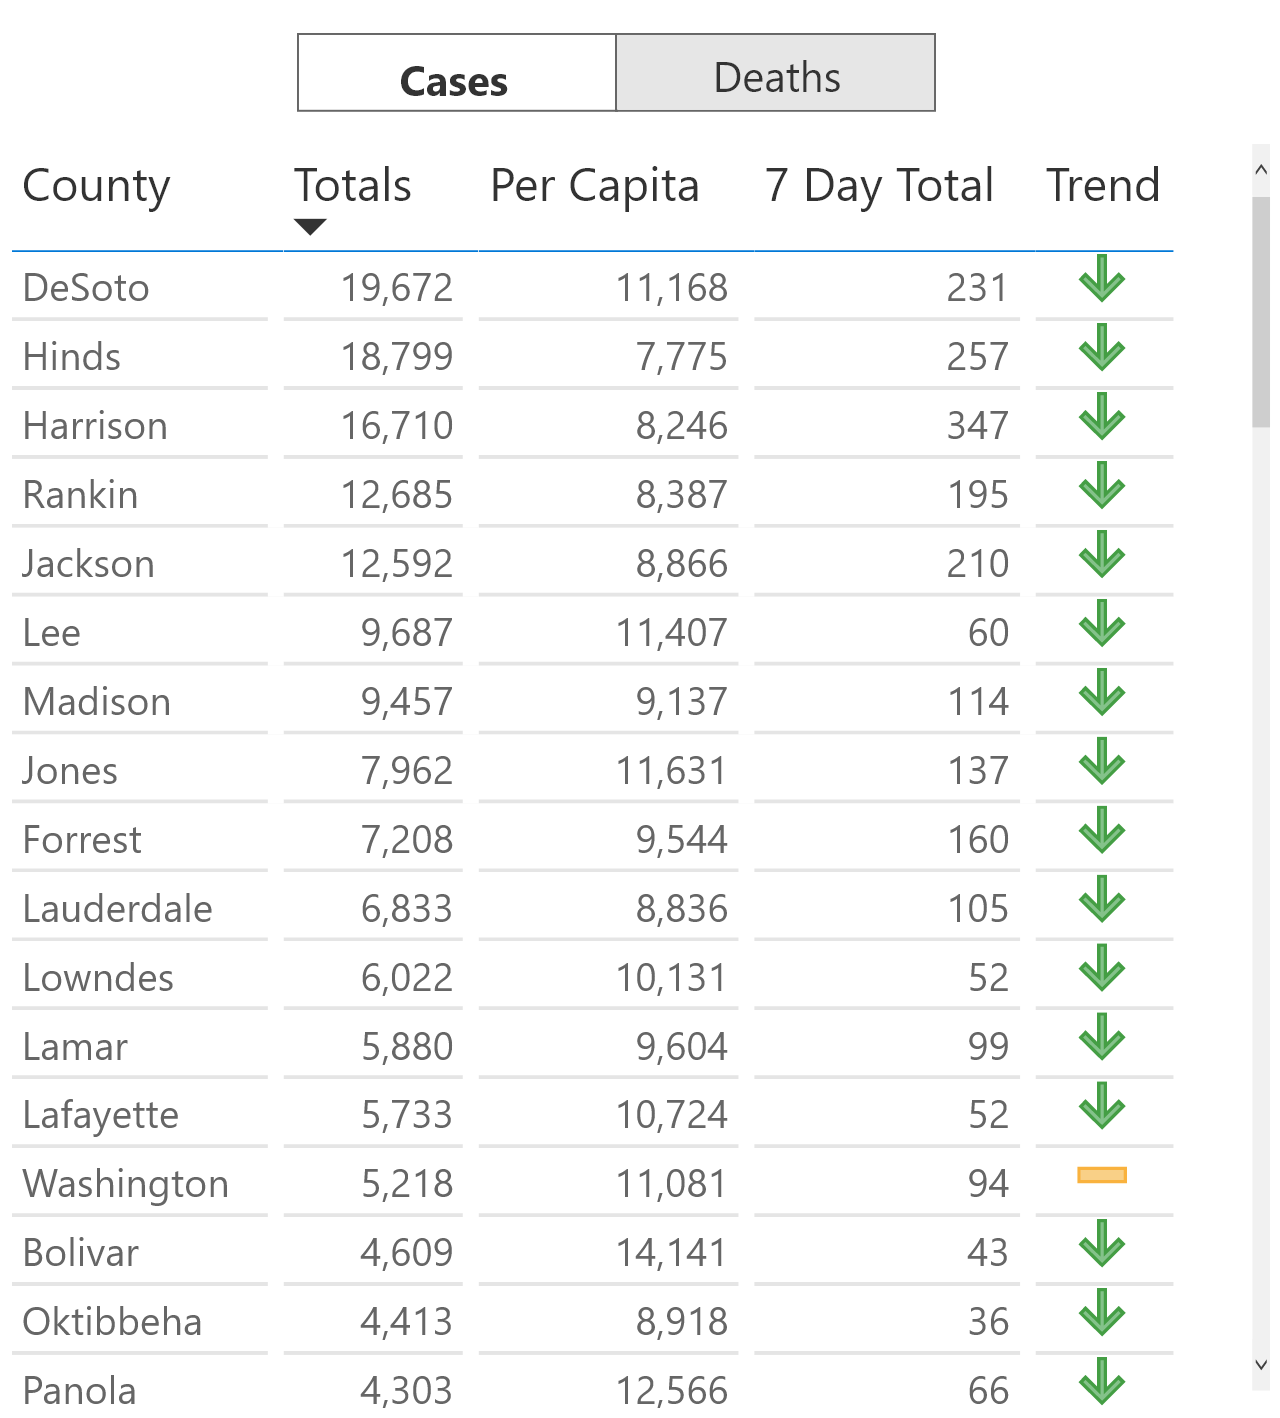 Cases Deaths
County Totals Per Capita 7 Day Total Trend
DeSoto 19,672 11,168 231
Hinds 18,799 7,775 257
Harrison 16,710 8,246 347
Rankin 12,685 8,387 195
Jackson 12,592 8,866 210
Lee 9,687 11,407 60
Madison 9,457 9,137 114
Jones 7,962 11,631 137
Forrest 7,208 9,544 160
Lauderdale 6,833 8,836 105
Lowndes 6,022 10,131 52
Lamar 5,880 9,604 99
Lafayette 5,733 10,724 52
Washington 5,218 11,081 94
Bolivar 4,609 14,141 43
Oktibbeha 4,413 8,918 36
Panola 4,303 12,566 66